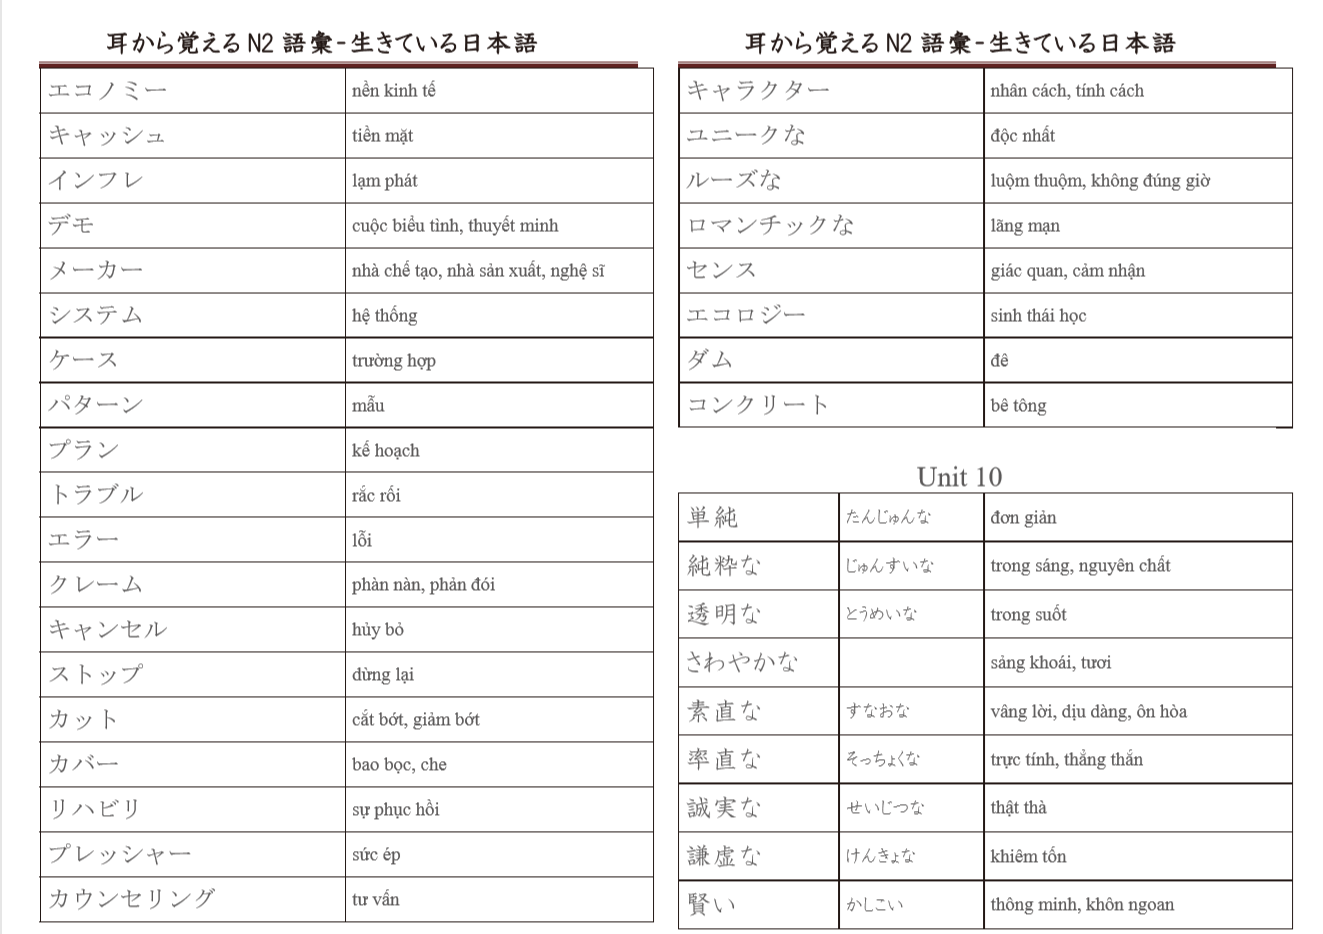 耳から覚える N2 語彙-生きている日本語
エコノミー nền kinh tế
キャッシュ tiền mặt
インフレ lạm phát
デモ cuộc biểu tình, thuyết minh
メーカー nhà chế tạo, nhà sản xuất, nghệ sĩ
システム hệ thống
ケース trường hợp
パターン mẫu
プラン kế hoạch
トラブル rắc rối
エラー lỗi
クレーム phàn nàn, phản đối
キャンセル hủy bỏ
ストップ dừng lại
カット cắt bớt, giảm bớt
カバー bao bọc, che
リハビリ sự phục hồi
プレッシャー sức ép
カウンセリング tư vấn
耳から覚える N2 語彙-生きている日本語
キャラクター nhân cách, tính cách
ユニークな độc nhất
ルーズな luộm thuộm, không đúng giờ
ロマンチックな lãng mạn
センス giác quan, cảm nhận
エコロジー sinh thái học
ダム đê
コンクリート bê tông
Unit 10
単純 たんじゅんな đơn giản
純粋な じゅんすいな trong sáng, nguyên chất
透明な とうめいな trong suốt
さわやかな sảng khoái, tươi
素直な すなおな vâng lời, dịu dàng, ôn hòa
率直な そっちょくな trực tính, thẳng thắn
誠実な せいじつな thật thà
謙虚な けんきょな khiêm tốn
賢い かしこい thông minh, khôn ngoan